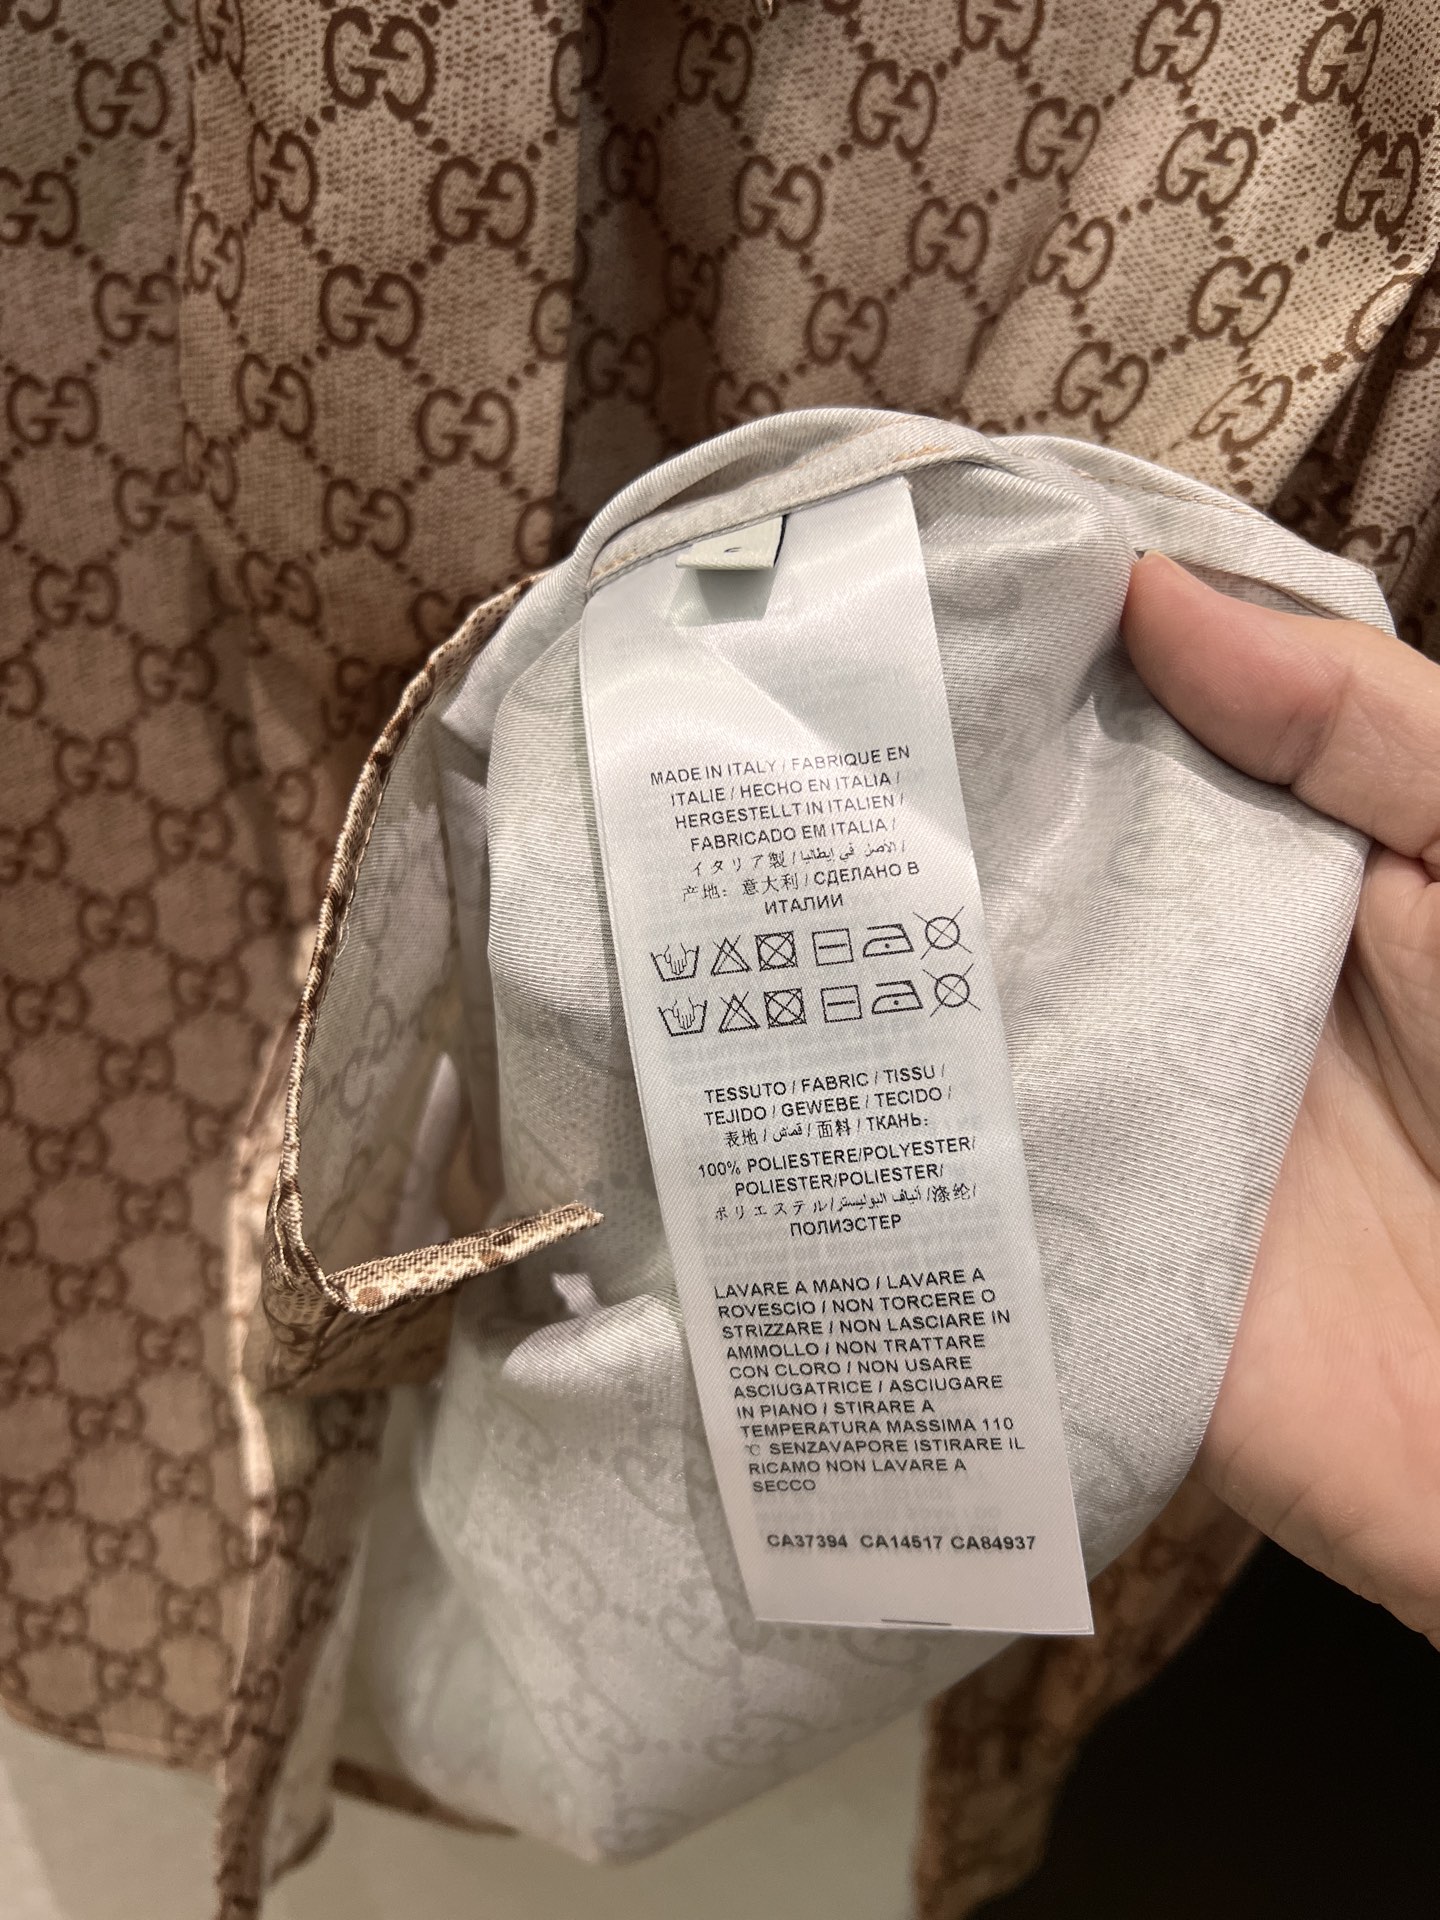 MADE IN ITALY / FABRIQUE EN
ITALIE / HECHO EN ITALIA /
HERGESTELLT IN ITALIEN /
FABRICADO EM ITALIA /
イタリア製 / الأصل في إيطاليا /
产地：意大利 / СДЕЛАНО В
ИТАЛИИ
TESSUTO / FABRIC / TISSU /
TEJIDO / GEWEBE / TECIDO /
表地 / قماش / 面料 / ТКАНЬ:
100% POLIESTERE/POLYESTER/
POLIESTER/POLIESTER/
ポリエステル/ألياف البوليستر/涤纶/
ПОЛИЭСТЕР
LAVARE A MANO / LAVARE A
ROVESCIO / NON TORCERE O
STRIZZARE / NON LASCIARE IN
AMMOLLO / NON TRATTARE
CON CLORO / NON USARE
ASCIUGATRICE / ASCIUGARE
IN PIANO / STIRARE A
TEMPERATURA MASSIMA 110
℃ SENZAVAPORE ISTIRARE IL
RICAMO NON LAVARE A
SECCO
CA37394 CA14517 CA84937